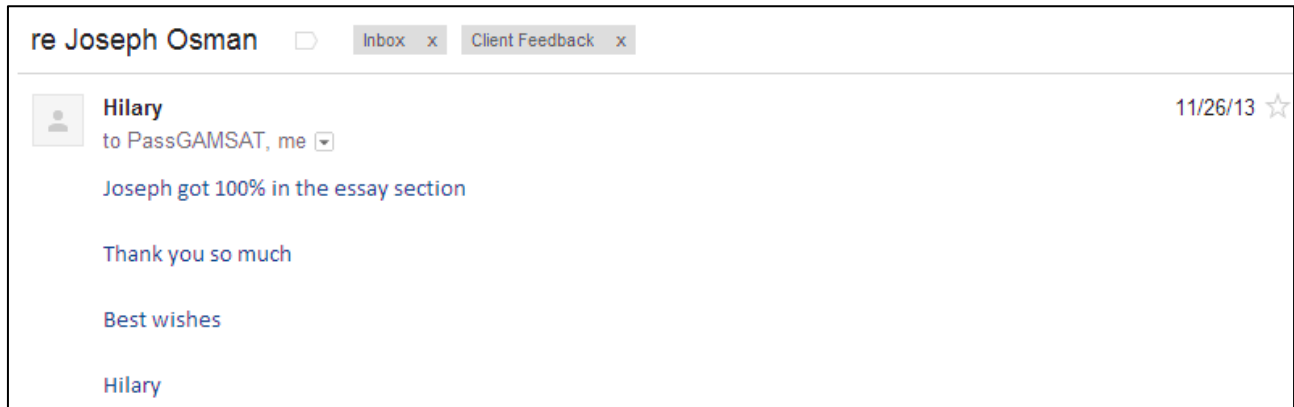 re Joseph Osman Inbox x Client Feedback x
Hilary 11/26/13
to PassGAMSAT, me
Joseph got 100% in the essay section
Thank you so much
Best wishes
Hilary